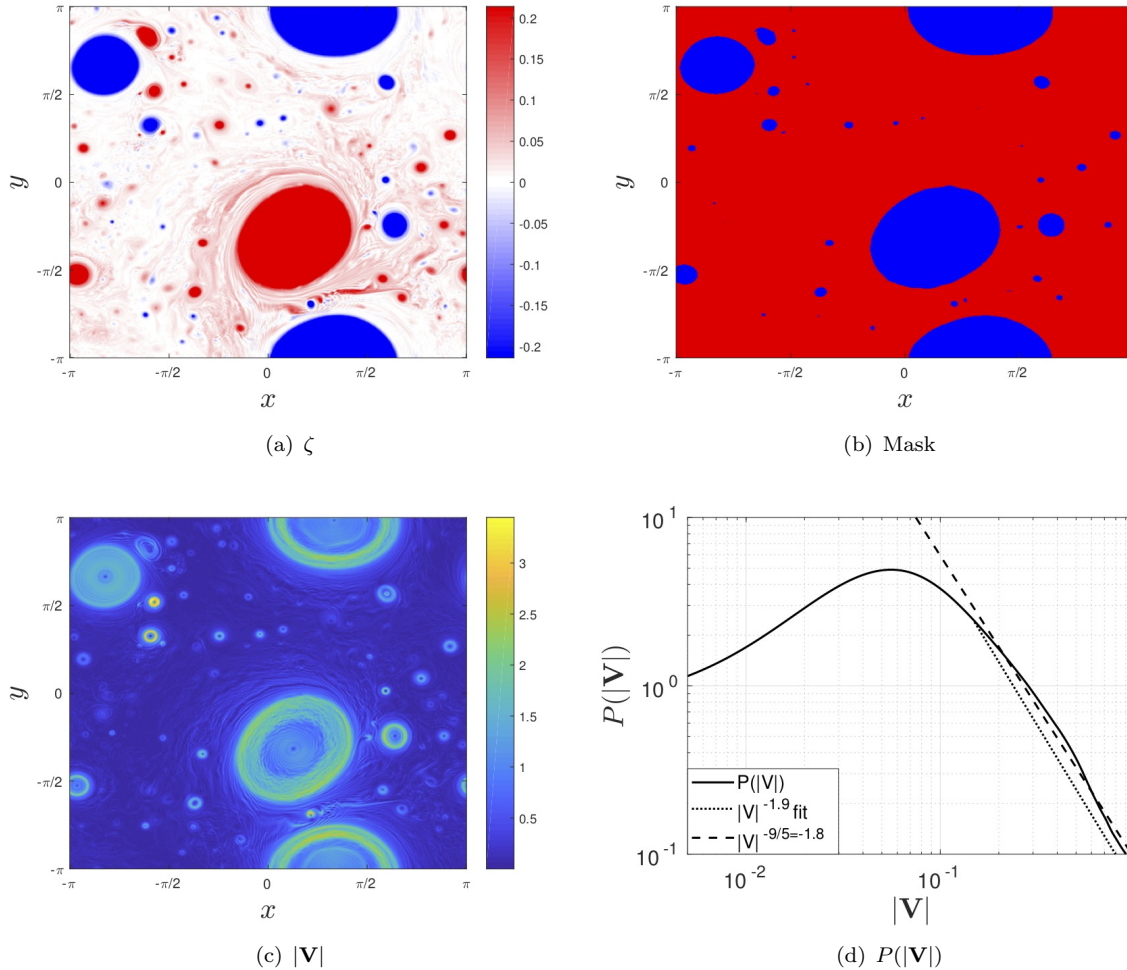 π
π/2
0
-π/2
-π
y
-π
-π/2
0
π/2
π
x
0.2
0.15
0.1
0.05
0
-0.05
-0.1
-0.15
-0.2
(a) ζ
π
π/2
0
-π/2
-π
y
-π
-π/2
0
π/2
x
(b) Mask
π
π/2
0
-π/2
-π
y
-π
-π/2
0
π/2
π
x
3
2.5
2
1.5
1
0.5
(c) |V|
10^1
10^0
10^-1
P(|V|)
P(|V|)
|V|^-1.9 fit
|V|^-9/5=-1.8
10^-2
10^-1
|V|
(d) P(|V|)